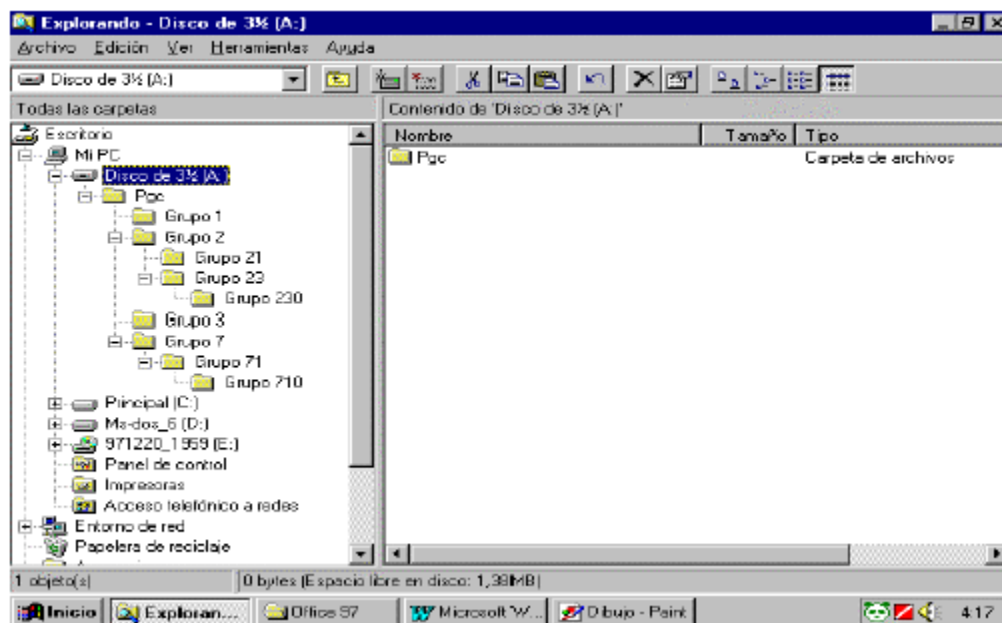 Explorando - Disco de 3½ (A:)
Archivo Edición Ver Herramientas Ayuda
Disco de 3½ (A:)
Todas las carpetas
Contenido de 'Disco de 3½ (A:)'
Nombre Tamaño Tipo
Escritorio
Mi PC
Disco de 3½ (A:)
Pgc
Grupo 1
Grupo 2
Grupo 21
Grupo 23
Grupo 230
Grupo 3
Grupo 7
Grupo 71
Grupo 710
Principal (C:)
Ms-dos_6 (D:)
971220_1959 (E:)
Panel de control
Impresoras
Acceso telefónico a redes
Entorno de red
Papelera de reciclaje
Pgc Carpeta de archivos
1 objeto(s) 0 bytes (Espacio libre en disco: 1,38MB)
Inicio Exploran... Office 97 Microsoft W... Dibujo - Paint 4:17